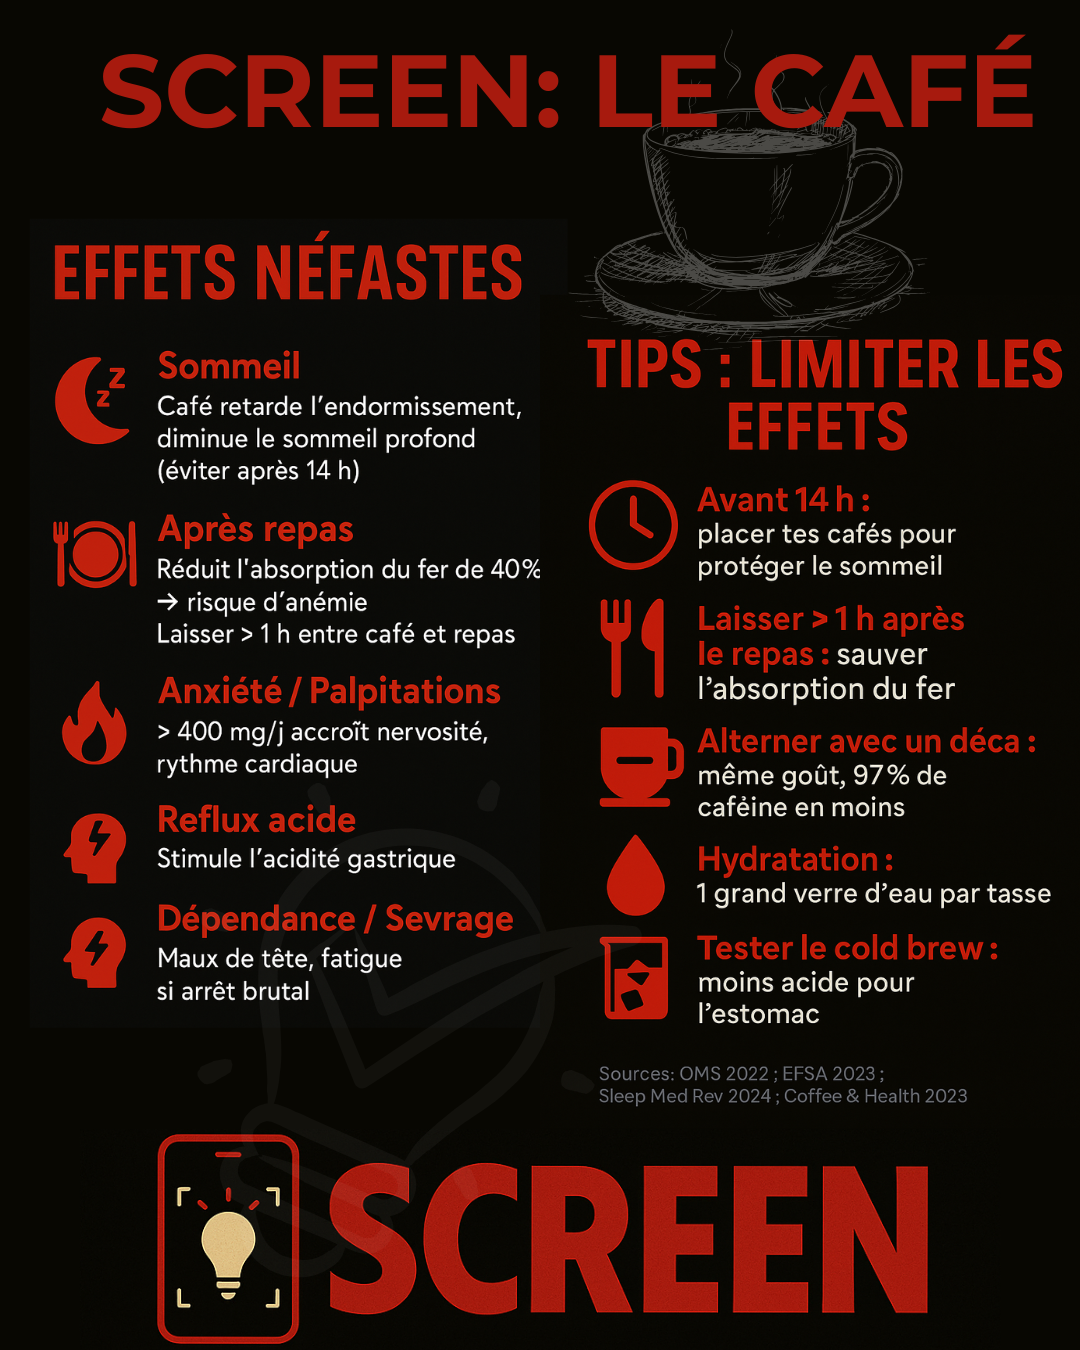 SCREEN: LE CAFÉ
EFFETS NÉFASTES
Sommeil
Café retarde l'endormissement,
diminue le sommeil profond
(éviter après 14 h)
Après repas
Réduit l'absorption du fer de 40%
→ risque d'anémie
Laisser > 1 h entre café et repas
Anxiété / Palpitations
> 400 mg/j accroît nervosité,
rythme cardiaque
Reflux acide
Stimule l'acidité gastrique
Dépendance / Sevrage
Maux de tête, fatigue
si arrêt brutal
TIPS : LIMITER LES
EFFETS
Avant 14 h :
placer tes cafés pour
protéger le sommeil
Laisser > 1 h après
le repas : sauver
l'absorption du fer
Alterner avec un déca :
même goût, 97% de
caféine en moins
Hydratation :
1 grand verre d'eau par tasse
Tester le cold brew :
moins acide pour
l'estomac
Sources: OMS 2022 ; EFSA 2023 ;
Sleep Med Rev 2024 ; Coffee & Health 2023
SCREEN